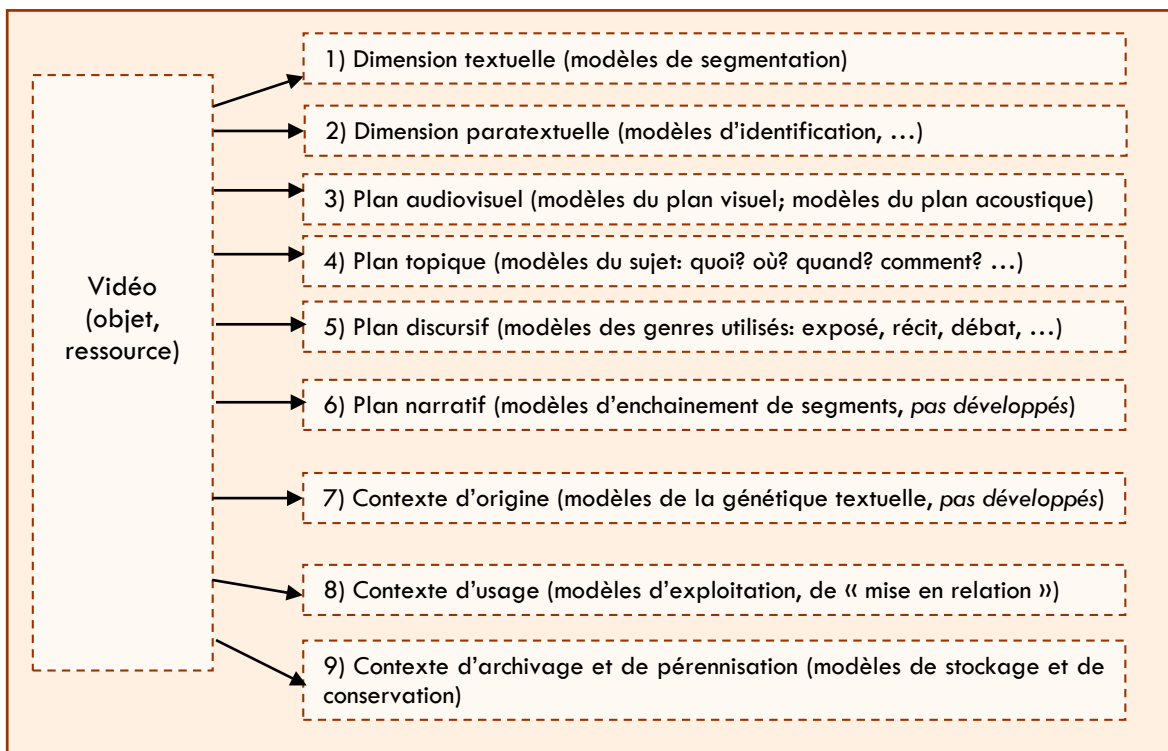 Vidéo
(objet,
ressource)
1) Dimension textuelle (modèles de segmentation)
2) Dimension paratextuelle (modèles d’identification, …)
3) Plan audiovisuel (modèles du plan visuel; modèles du plan acoustique)
4) Plan topique (modèles du sujet: quoi? où? quand? comment? …)
5) Plan discursif (modèles des genres utilisés: exposé, récit, débat, …)
6) Plan narratif (modèles d’enchainement de segments, pas développés)
7) Contexte d’origine (modèles de la génétique textuelle, pas développés)
8) Contexte d’usage (modèles d’exploitation, de « mise en relation »)
9) Contexte d’archivage et de pérennisation (modèles de stockage et de
conservation)